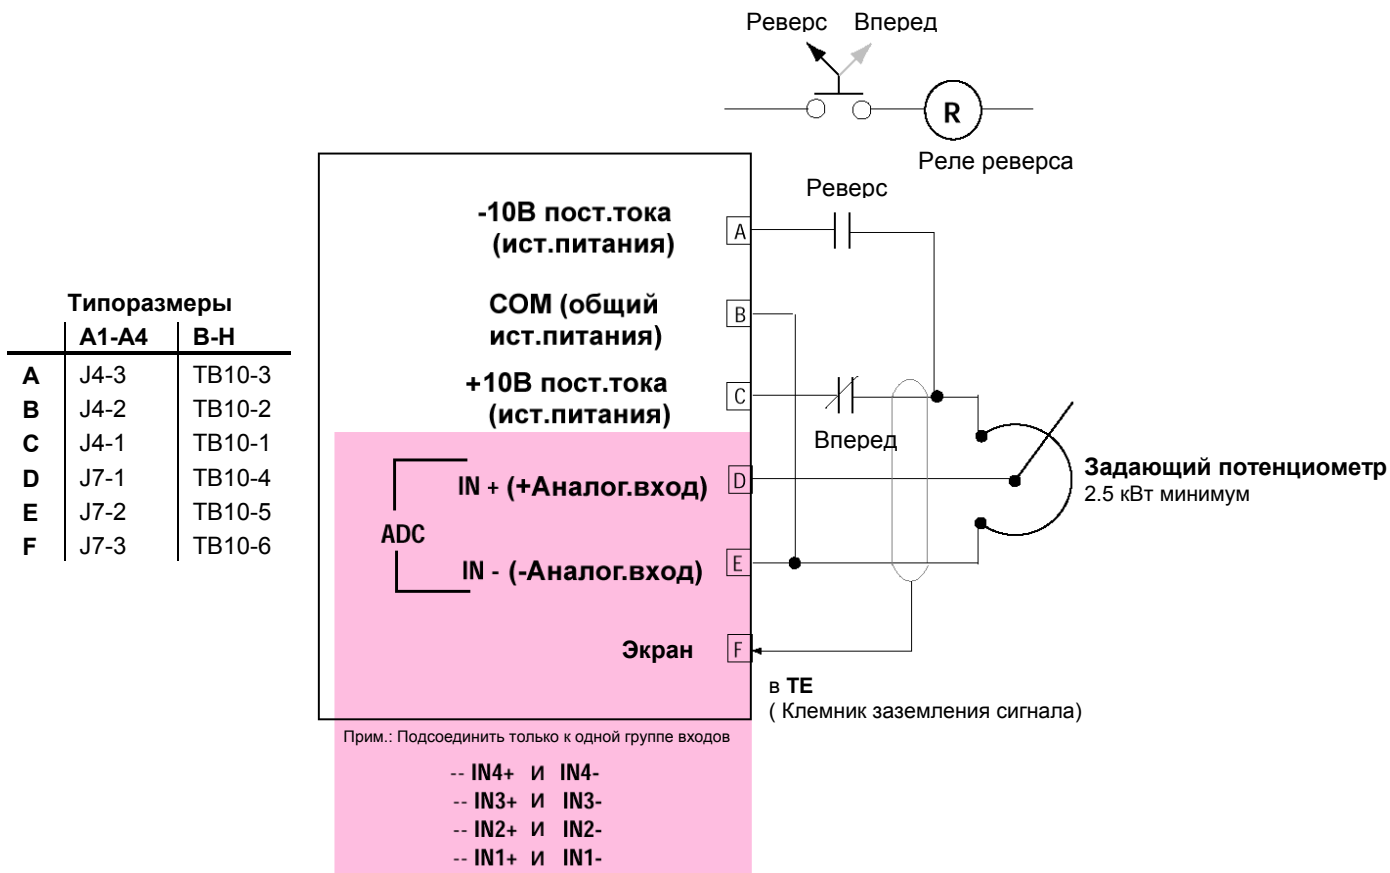 Реверс Вперед
R
Реле реверса
Реверс
-10В пост.тока
(ист.питания)
A
COM (общий
ист.питания)
B
+10В пост.тока
(ист.питания)
C
Вперед
Типоразмеры
A1-A4 B-H
A J4-3 TB10-3
B J4-2 TB10-2
C J4-1 TB10-1
D J7-1 TB10-4
E J7-2 TB10-5
F J7-3 TB10-6
IN + (+Аналог.вход)
D
ADC
IN - (-Аналог.вход)
E
Задающий потенциометр
2.5 кВт минимум
Экран
F
в TE
( Клемник заземления сигнала)
Прим.: Подсоединить только к одной группе входов
-- IN4+ И IN4-
-- IN3+ И IN3-
-- IN2+ И IN2-
-- IN1+ И IN1-